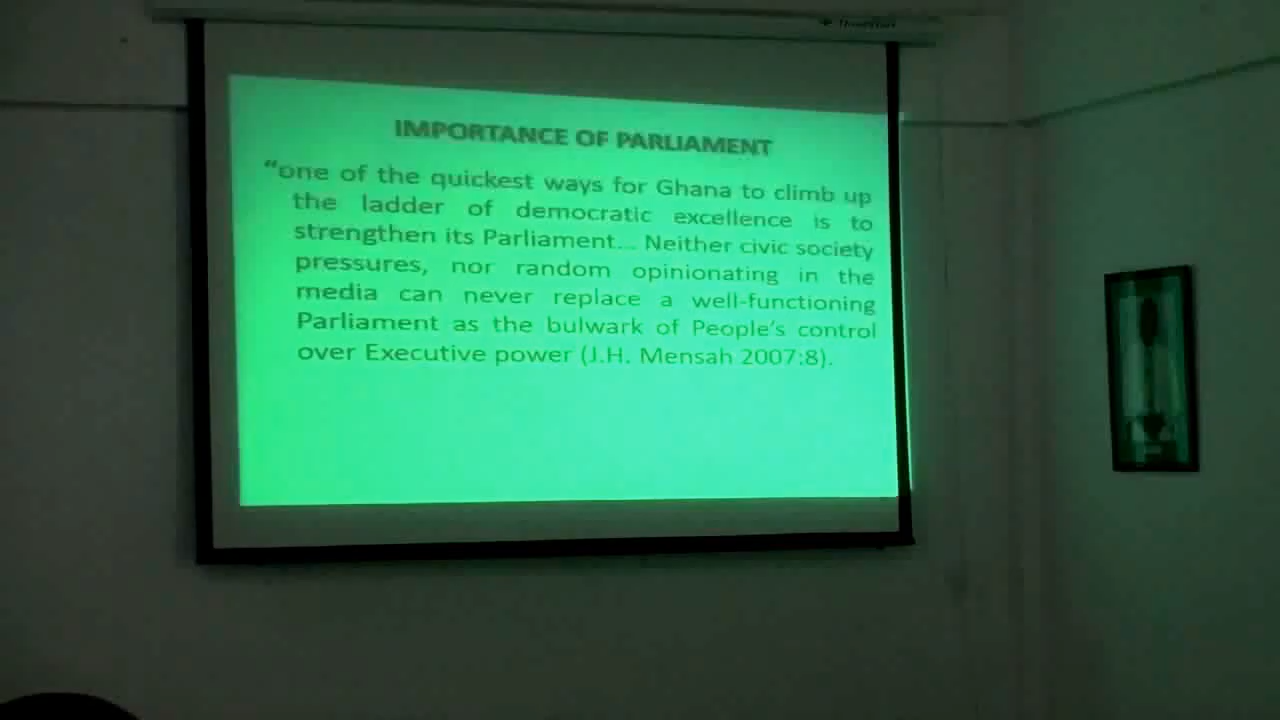 IMPORTANCE OF PARLIAMENT
“one of the quickest ways for Ghana to climb up
the ladder of democratic excellence is to
strengthen its Parliament... Neither civic society
pressures, nor random opinionating in the
media can never replace a well-functioning
Parliament as the bulwark of People’s control
over Executive power (J.H. Mensah 2007:8).